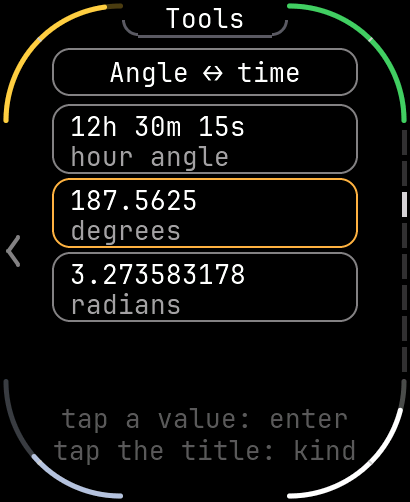 Tools
Angle ↔ time
12h 30m 15s
hour angle
187.5625
degrees
3.273583178
radians
tap a value: enter
tap the title: kind